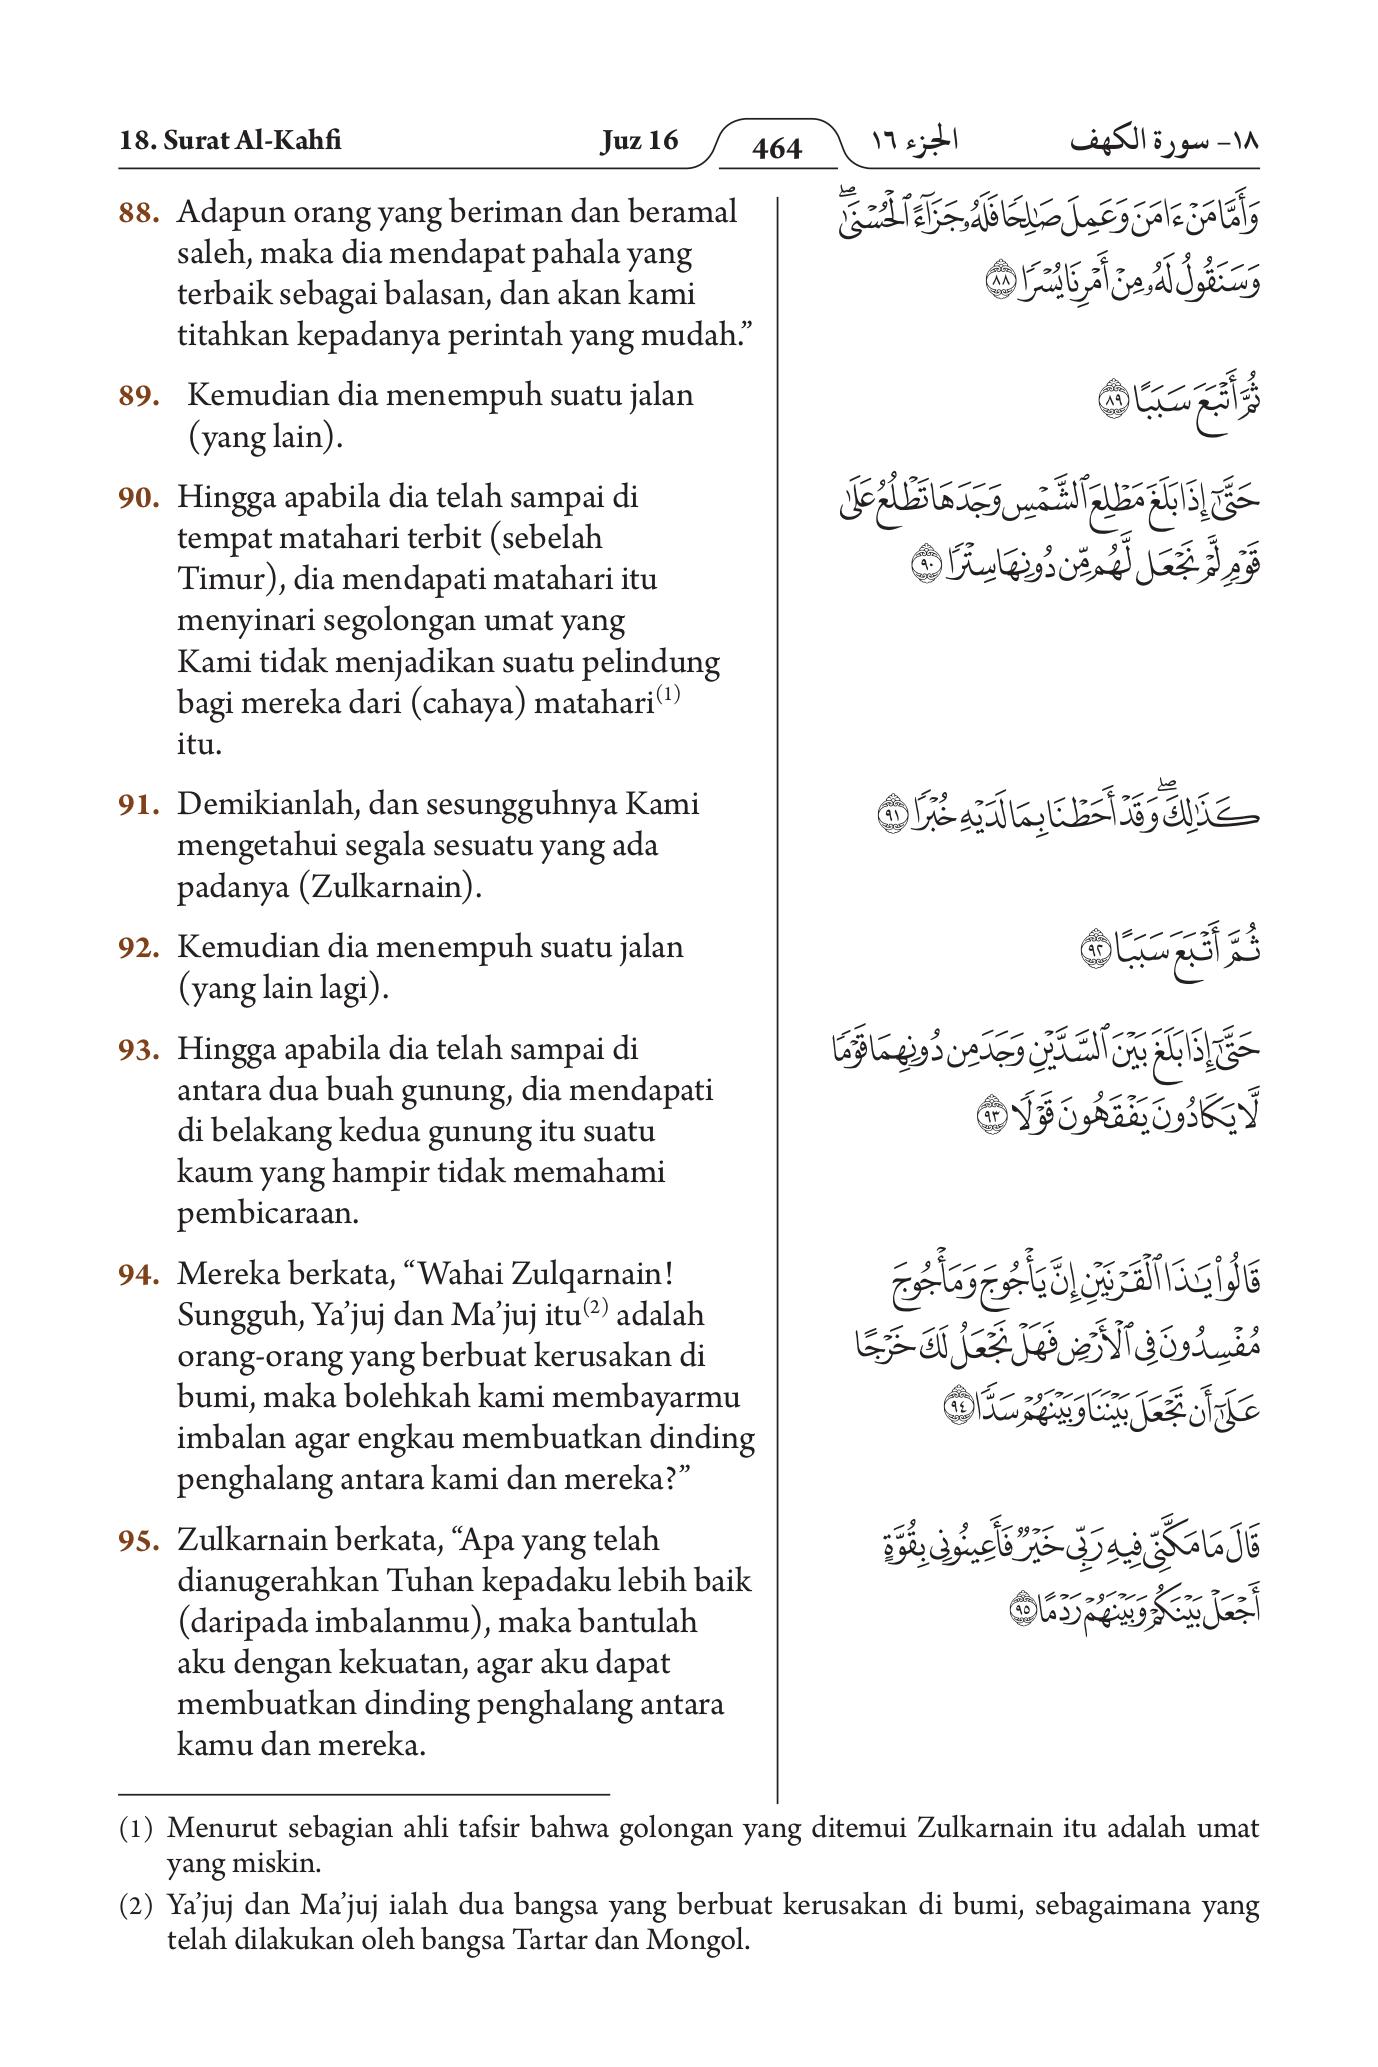 18. Surat Al-Kahfi Juz 16 464 الجزء ١٦ ١٨- سورة الكهف
88. Adapun orang yang beriman dan beramal
saleh, maka dia mendapat pahala yang
terbaik sebagai balasan, dan akan kami
titahkan kepadanya perintah yang mudah.”
وَأَمَّا مَنْ ءَامَنَ وَعَمِلَ صَٰلِحًا فَلَهُۥ جَزَآءً ٱلْحُسْنَىٰۖ
وَسَنَقُولُ لَهُۥ مِنْ أَمْرِنَا يُسْرًا ٨٨
89. Kemudian dia menempuh suatu jalan
(yang lain).
ثُمَّ أَتْبَعَ سَبَبًا ٨٩
90. Hingga apabila dia telah sampai di
tempat matahari terbit (sebelah
Timur), dia mendapati matahari itu
menyinari segolongan umat yang
Kami tidak menjadikan suatu pelindung
bagi mereka dari (cahaya) matahari(1)
itu.
حَتَّىٰٓ إِذَا بَلَغَ مَطْلِعَ ٱلشَّمْسِ وَجَدَهَا تَطْلُعُ عَلَىٰ
قَوْمٍ لَّمْ نَجْعَل لَّهُم مِّن دُونِهَا سِتْرًا ٩٠
91. Demikianlah, dan sesungguhnya Kami
mengetahui segala sesuatu yang ada
padanya (Zulkarnain).
كَذَٰلِكَۖ وَقَدْ أَحَطْنَا بِمَا لَدَيْهِ خُبْرًا ٩١
92. Kemudian dia menempuh suatu jalan
(yang lain lagi).
ثُمَّ أَتْبَعَ سَبَبًا ٩٢
93. Hingga apabila dia telah sampai di
antara dua buah gunung, dia mendapati
di belakang kedua gunung itu suatu
kaum yang hampir tidak memahami
pembicaraan.
حَتَّىٰٓ إِذَا بَلَغَ بَيْنَ ٱلسَّدَّيْنِ وَجَدَ مِن دُونِهِمَا قَوْمًا
لَّا يَكَادُونَ يَفْقَهُونَ قَوْلًا ٩٣
94. Mereka berkata, “Wahai Zulqarnain!
Sungguh, Ya’juj dan Ma’juj itu(2) adalah
orang-orang yang berbuat kerusakan di
bumi, maka bolehkah kami membayarmu
imbalan agar engkau membuatkan dinding
penghalang antara kami dan mereka?”
قَالُوا۟ يَٰذَا ٱلْقَرْنَيْنِ إِنَّ يَأْجُوجَ وَمَأْجُوجَ
مُفْسِدُونَ فِى ٱلْأَرْضِ فَهَلْ نَجْعَلُ لَكَ خَرْجًا
عَلَىٰٓ أَن تَجْعَلَ بَيْنَنَا وَبَيْنَهُمْ سَدًّا ٩٤
95. Zulkarnain berkata, “Apa yang telah
dianugerahkan Tuhan kepadaku lebih baik
(daripada imbalanmu), maka bantulah
aku dengan kekuatan, agar aku dapat
membuatkan dinding penghalang antara
kamu dan mereka.
قَالَ مَا مَكَّنِّى فِيهِ رَبِّى خَيْرٌ فَأَعِينُونِى بِقُوَّةٍ
أَجْعَلْ بَيْنَكُمْ وَبَيْنَهُمْ رَدْمًا ٩٥
(1) Menurut sebagian ahli tafsir bahwa golongan yang ditemui Zulkarnain itu adalah umat
yang miskin.
(2) Ya’juj dan Ma’juj ialah dua bangsa yang berbuat kerusakan di bumi, sebagaimana yang
telah dilakukan oleh bangsa Tartar dan Mongol.